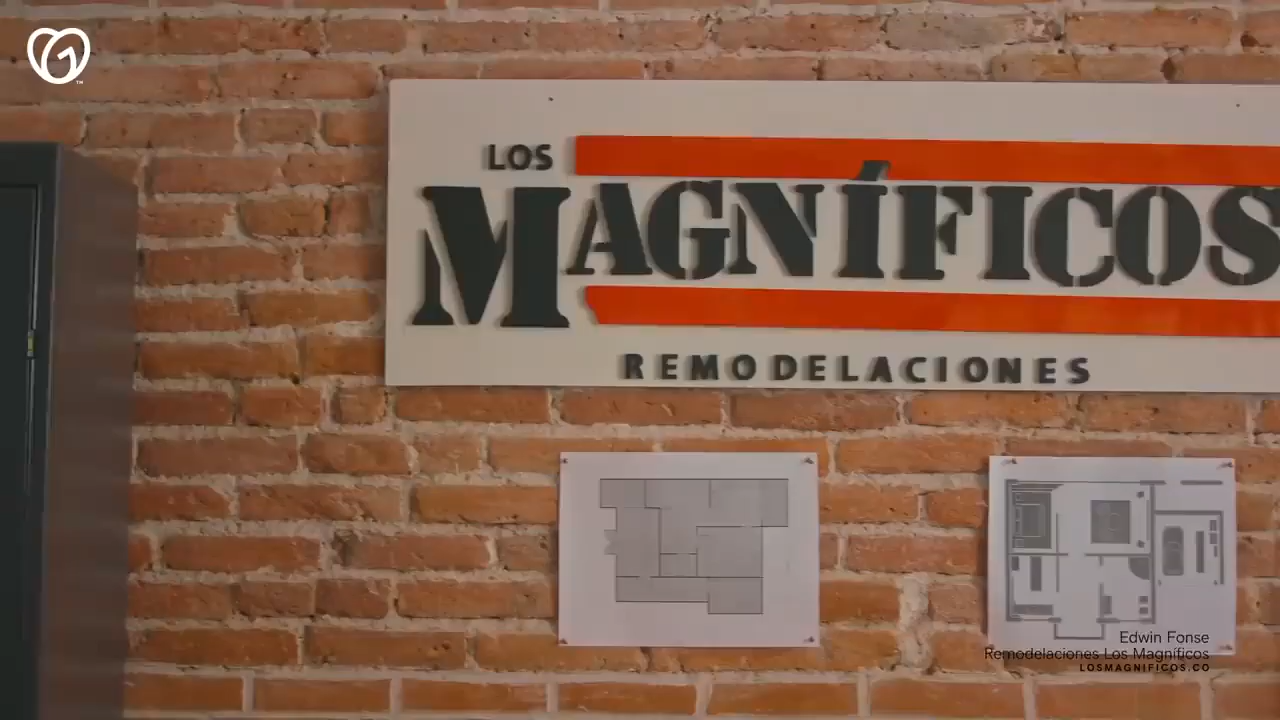 LOS
MAGNÍFICOS
REMODELACIONES
Edwin Fonse
Remodelaciones Los Magníficos
LOSMAGNIFICOS.CO